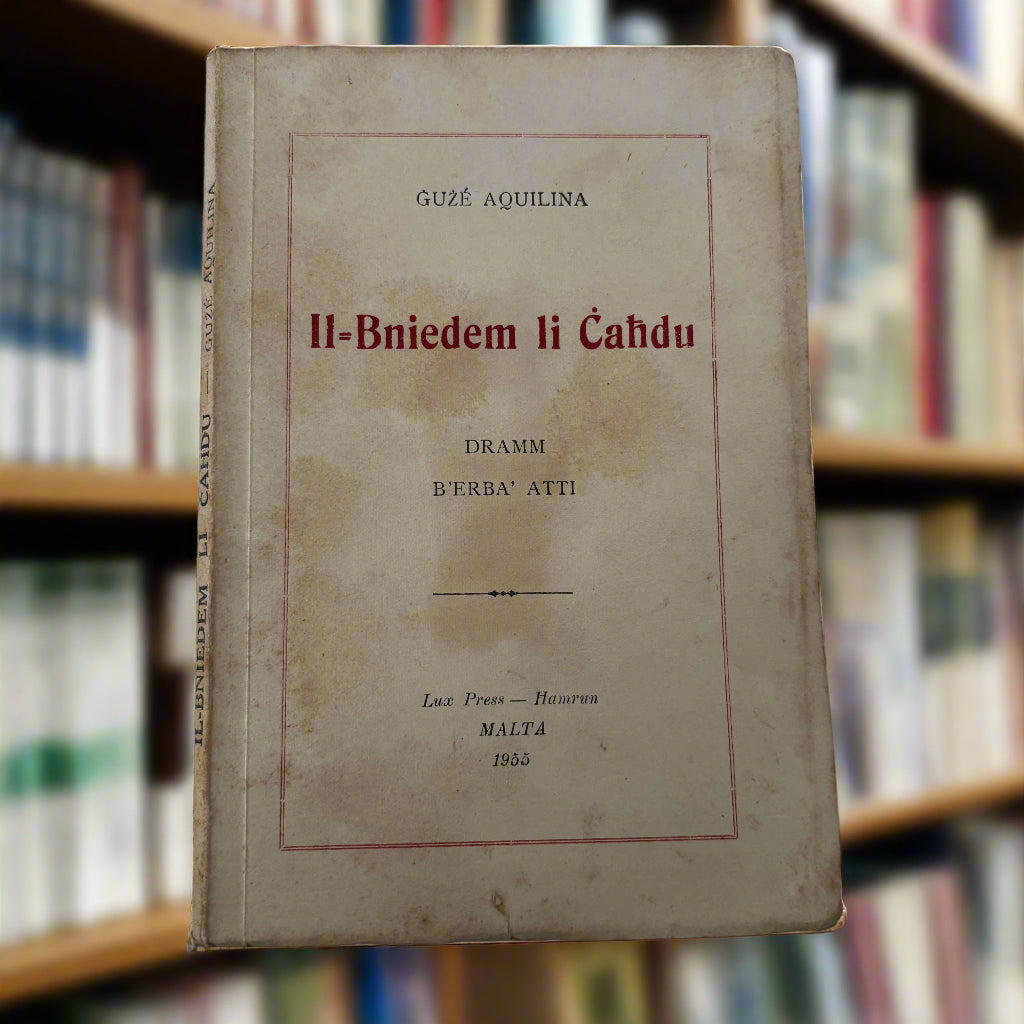 ĠUŻÉ AQUILINA
Il-Bniedem li Ċaħdu
DRAMM
B'ERBA' ATTI
Lux Press — Ħamrun
MALTA
1955
IL-BNIEDEM LI ĊAĦDU — ĠUŻÉ AQUILINA